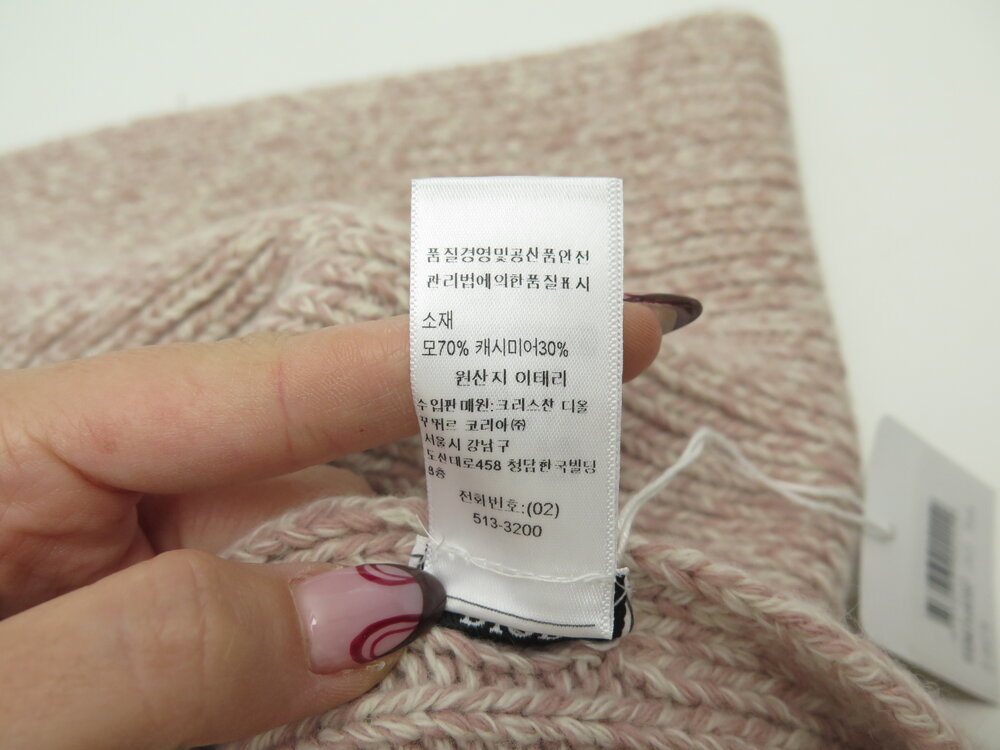 품질경영및공산품안전
관리법에의한품질표시
소재
모70% 캐시미어30%
원산지 이태리
수입판매원:크리스챤 디올
꾸뛰르 코리아㈜
서울시 강남구
도산대로458 청담한국빌딩
8층
전화번호:(02)
513-3200